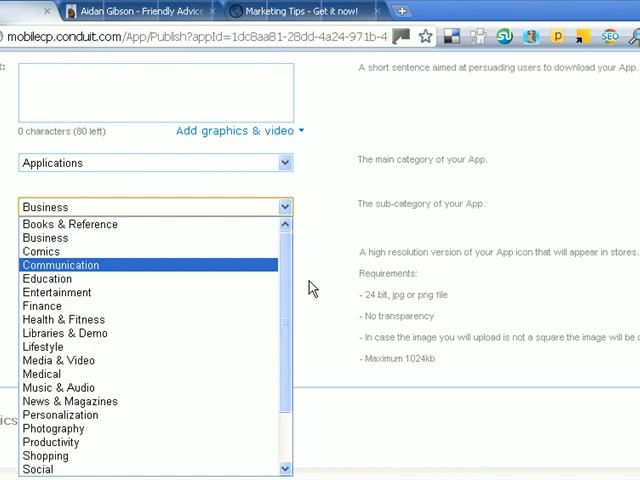 Aidan Gibson - Friendly Advice
Marketing Tips - Get it now!
mobilecp.conduit.com/App/Publish?appId=1dc8aa81-28dd-4a24-971b-4
SEO
t:
A short sentence aimed at persuading users to download your App.
0 characters (80 left)
Add graphics & video
Applications
The main category of your App.
Business
The sub-category of your App.
Books & Reference
Business
Comics
A high resolution version of your App icon that will appear in stores.
Communication
Requirements:
Education
Entertainment
- 24 bit, jpg or png file
Finance
Health & Fitness
- No transparency
Libraries & Demo
- In case the image you will upload is not a square the image will be
Lifestyle
Media & Video
- Maximum 1024kb
Medical
Music & Audio
News & Magazines
Personalization
ics
Photography
Productivity
Shopping
Social